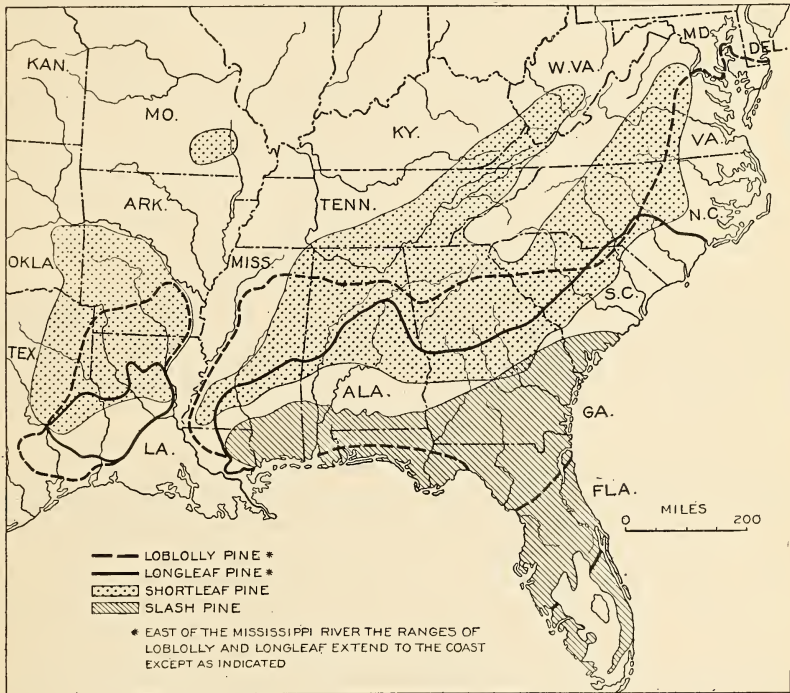 MD.
DEL.
KAN.
W.VA.
MO.
KY.
VA.
ARK.
TENN.
N.C.
OKLA.
MISS.
S.C.
TEX.
ALA.
GA.
LA.
FLA.
MILES
0 200
LOBLOLLY PINE *
LONGLEAF PINE *
SHORTLEAF PINE
SLASH PINE
* EAST OF THE MISSISSIPPI RIVER THE RANGES OF
LOBLOLLY AND LONGLEAF EXTEND TO THE COAST
EXCEPT AS INDICATED